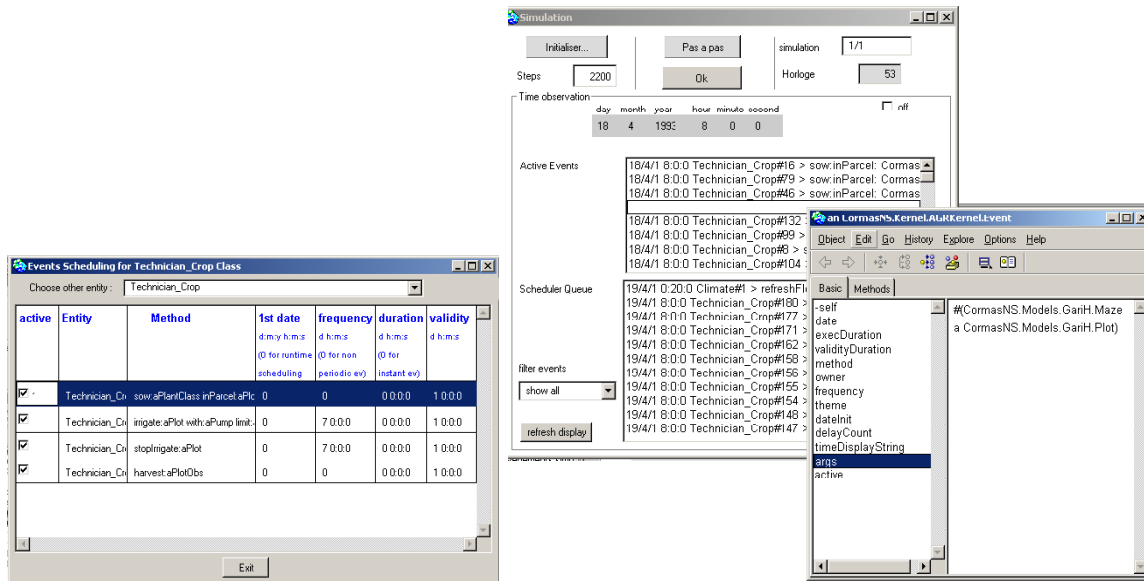 Simulation
Initialiser...
Pas a pas
simulation
1/1
Steps
2200
Ok
Horloge
53
Time observation
off
day month year hour minute second
18 4 1993 8 0 0
Active Events
18/4/1 8:0:0 Technician_Crop#16 > sow:inParcel: Cormas
18/4/1 8:0:0 Technician_Crop#79 > sow:inParcel: Cormas
18/4/1 8:0:0 Technician_Crop#46 > sow:inParcel: Cormas
18/4/1 8:0:0 Technician_Crop#132 >
18/4/1 8:0:0 Technician_Crop#99 >
18/4/1 8:0:0 Technician_Crop#8 > s
18/4/1 8:0:0 Technician_Crop#104 >
Scheduler Queue
19/4/1 0:20:0 Climate#1 > refreshFl
19/4/1 8:0:0 Technician_Crop#180 >
19/4/1 8:0:0 Technician_Crop#177 >
19/4/1 8:0:0 Technician_Crop#171 >
19/4/1 8:0:0 Technician_Crop#162 >
19/4/1 8:0:0 Technician_Crop#158 >
19/4/1 8:0:0 Technician_Crop#156 >
19/4/1 8:0:0 Technician_Crop#155 >
19/4/1 8:0:0 Technician_Crop#154 >
19/4/1 8:0:0 Technician_Crop#148 >
19/4/1 8:0:0 Technician_Crop#147 >
filter events
show all
refresh display
an CormasNS.Kernel.AGRKernel.Event
Object Edit Go History Explore Options Help
Basic Methods
-self
date
execDuration
validityDuration
method
owner
frequency
theme
dateInit
delayCount
timeDisplayString
args
active
#(CormasNS.Models.GariH.Maze
a CormasNS.Models.GariH.Plot)
Events Scheduling for Technician_Crop Class
Choose other entity : Technician_Crop
active Entity Method 1st date frequency duration validity
d:m:y h:m:s d h:m:s d h:m:s d h:m:s
(0 for runtime (0 for non (0 for
scheduling periodic ev) instant ev)
Technician_Cr sow:aPlantClass inParcel:aPlo 0 0 0 0:0:0 1 0:0:0
Technician_Cr irrigate:aPlot with:aPump limit: 0 7 0:0:0 0 0:0:0 1 0:0:0
Technician_Cr stopIrrigate:aPlot 0 7 0:0:0 0 0:0:0 1 0:0:0
Technician_Cr harvest:aPlotObs 0 0 0 0:0:0 1 0:0:0
Exit